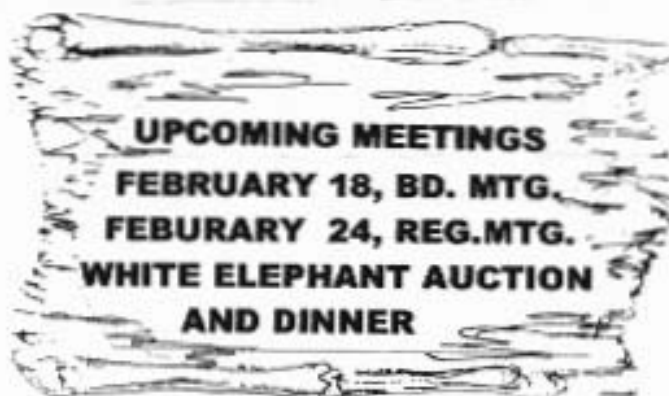 UPCOMING MEETINGS
FEBRUARY 18, BD. MTG.
FEBURARY 24, REG.MTG.
WHITE ELEPHANT AUCTION
AND DINNER